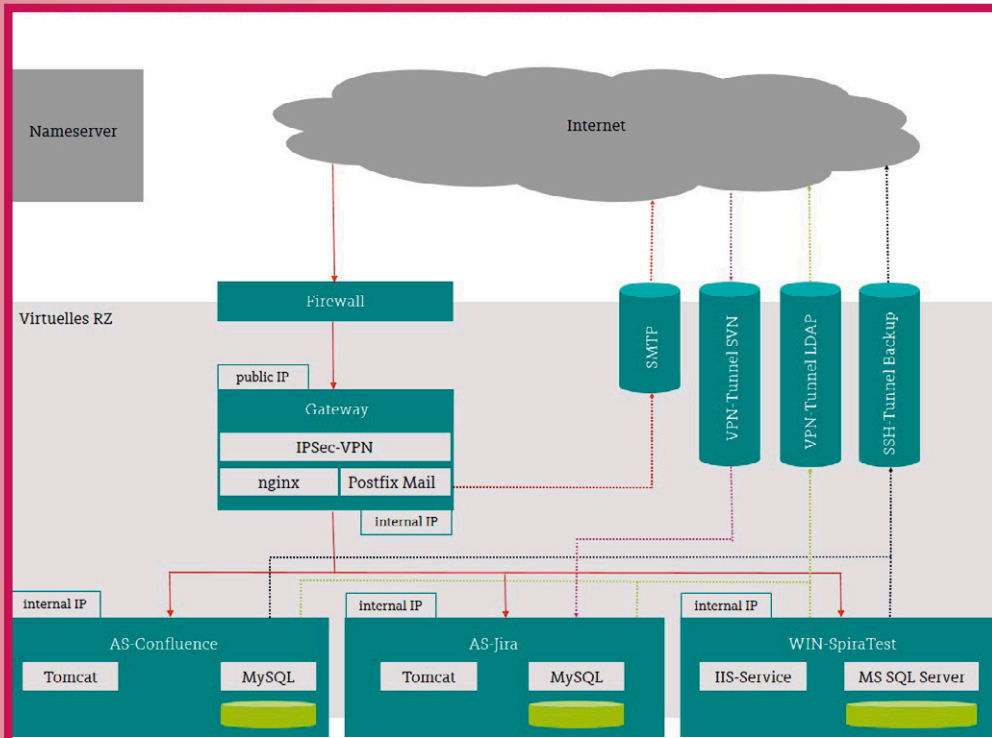 Nameserver
Internet
Firewall
Virtuelles RZ
SMTP
VPN-Tunnel SVN
VPN-Tunnel LDAP
SSH-Tunnel Backup
public IP
Gateway
IPSec-VPN
nginx
Postfix Mail
internal IP
internal IP
AS-Confluence
Tomcat
MySQL
internal IP
AS-Jira
Tomcat
MySQL
internal IP
WIN-SpiraTest
IIS-Service
MS SQL Server